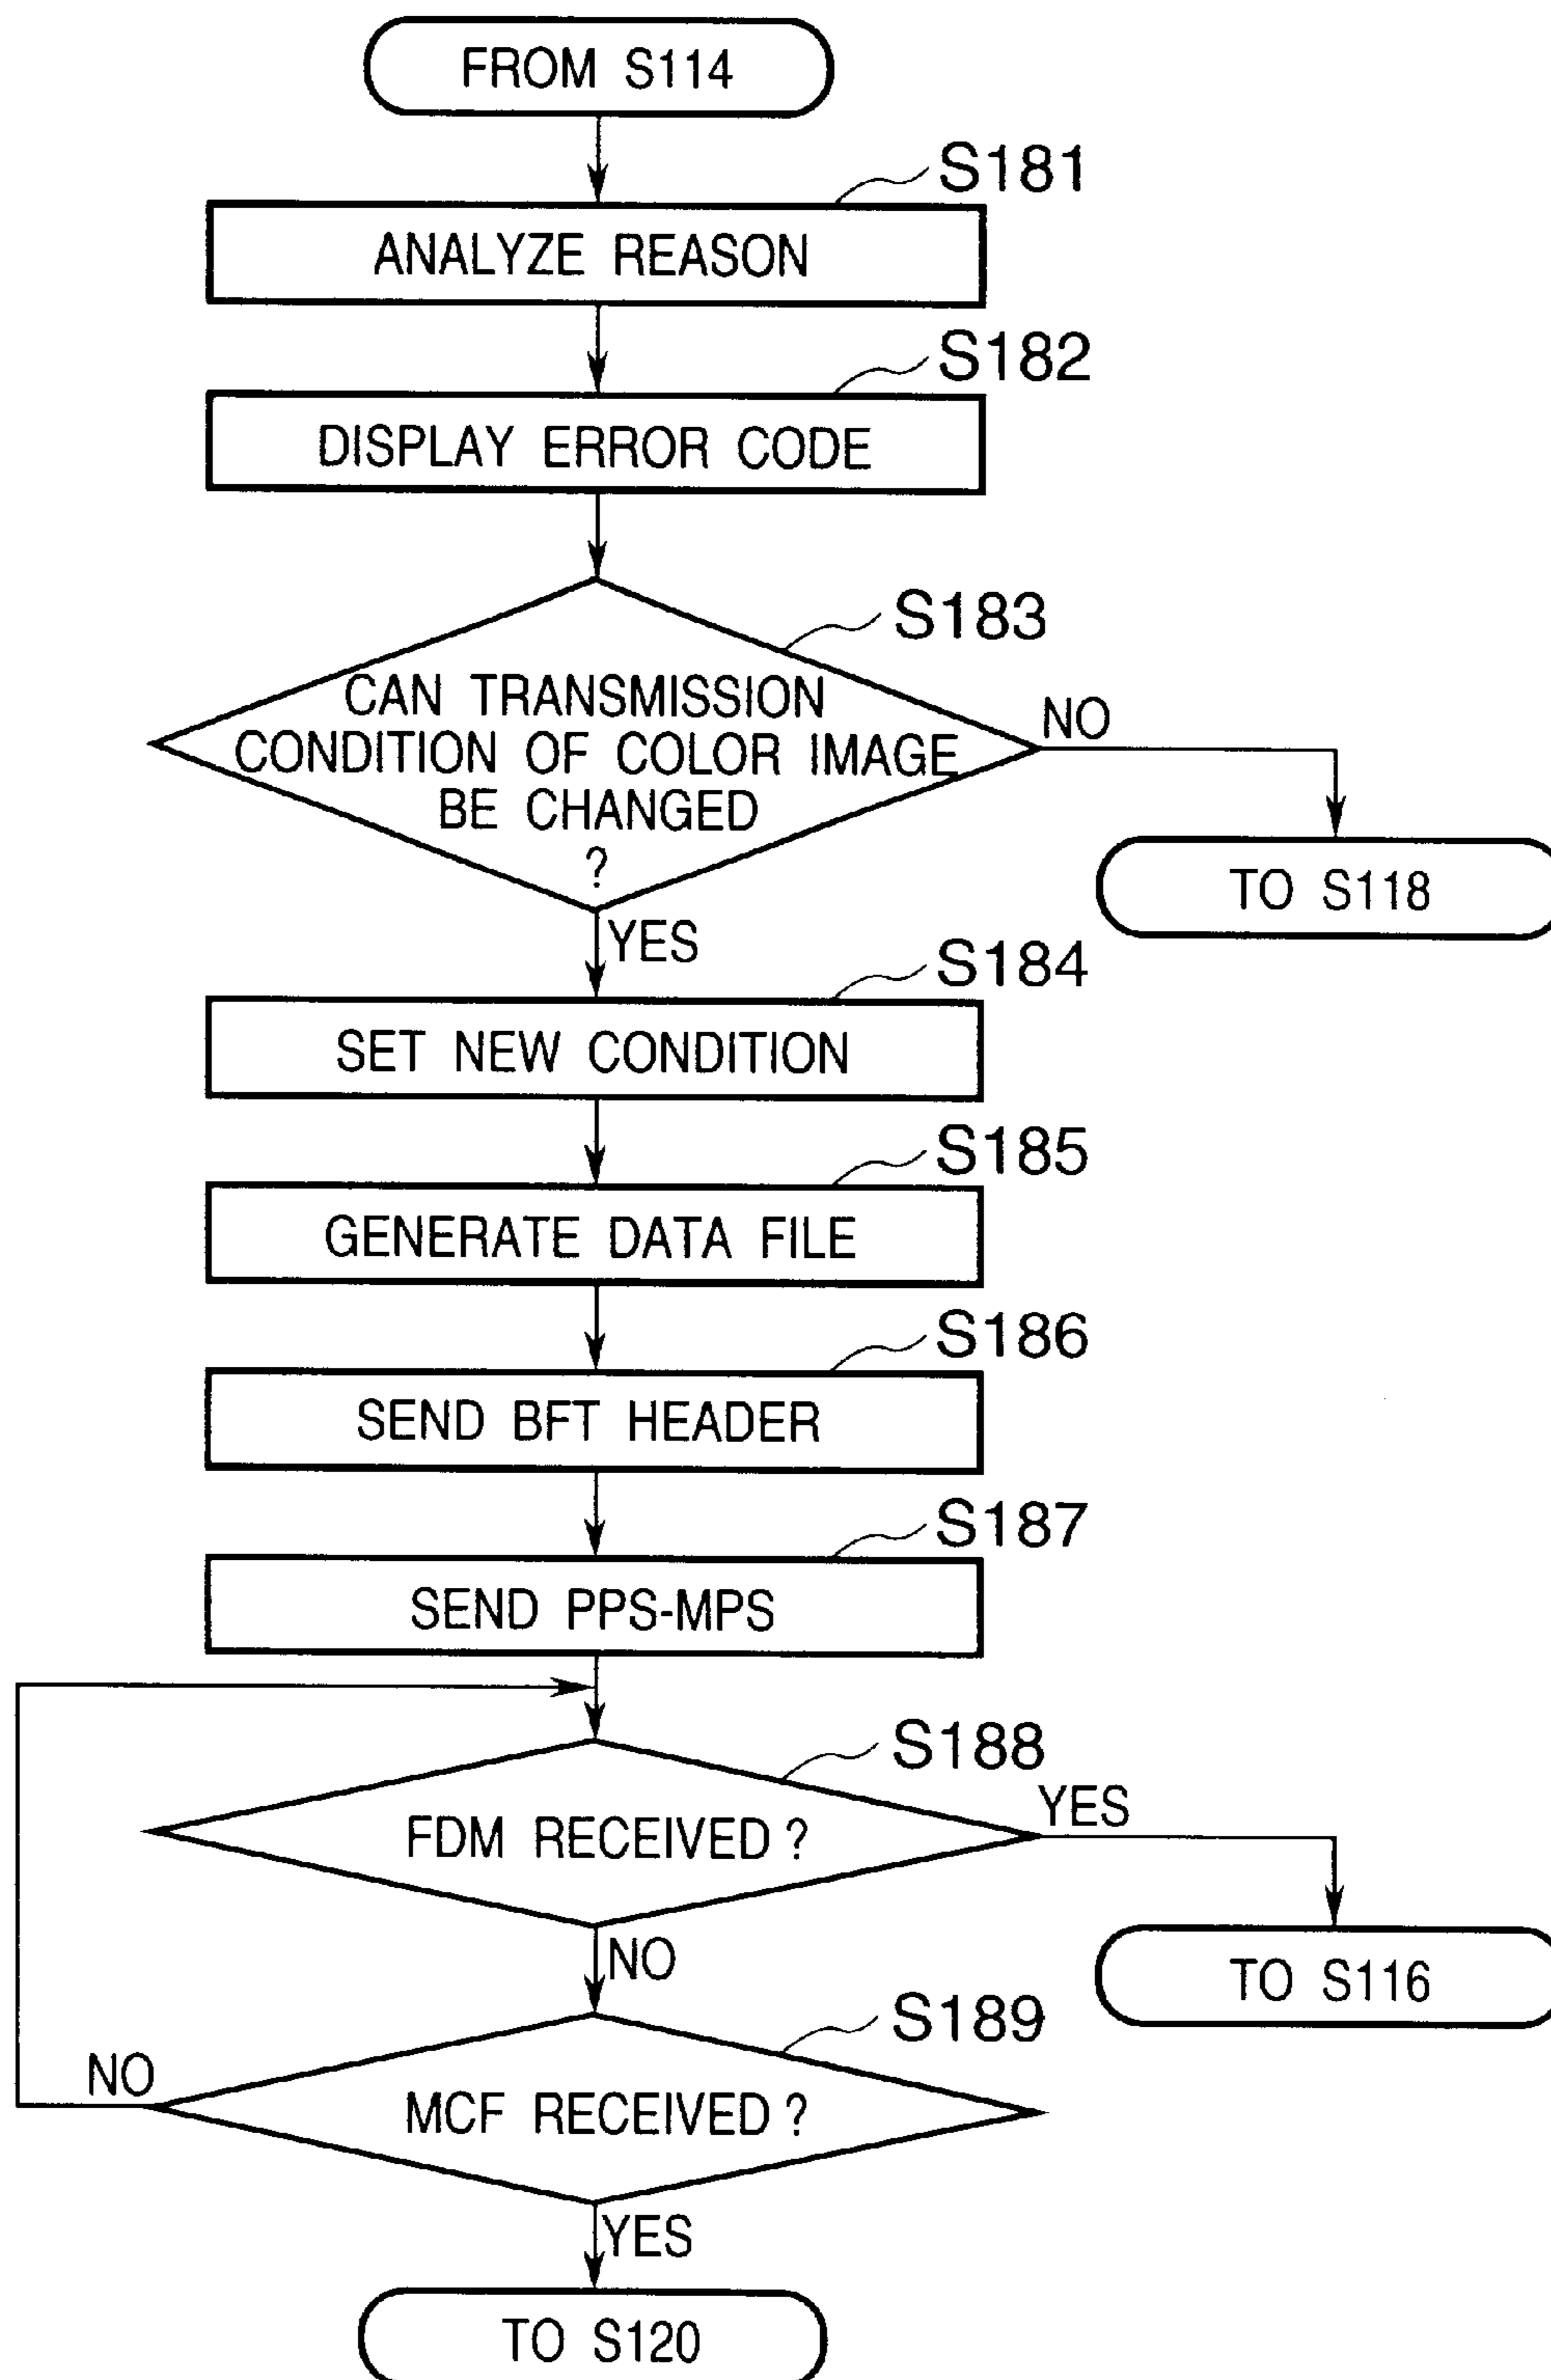 FROM S114
S181
ANALYZE REASON
S182
DISPLAY ERROR CODE
S183
CAN TRANSMISSION
CONDITION OF COLOR IMAGE
BE CHANGED
?
NO
TO S118
YES
S184
SET NEW CONDITION
S185
GENERATE DATA FILE
S186
SEND BFT HEADER
S187
SEND PPS-MPS
S188
FDM RECEIVED ?
YES
TO S116
NO
S189
MCF RECEIVED ?
NO
YES
TO S120